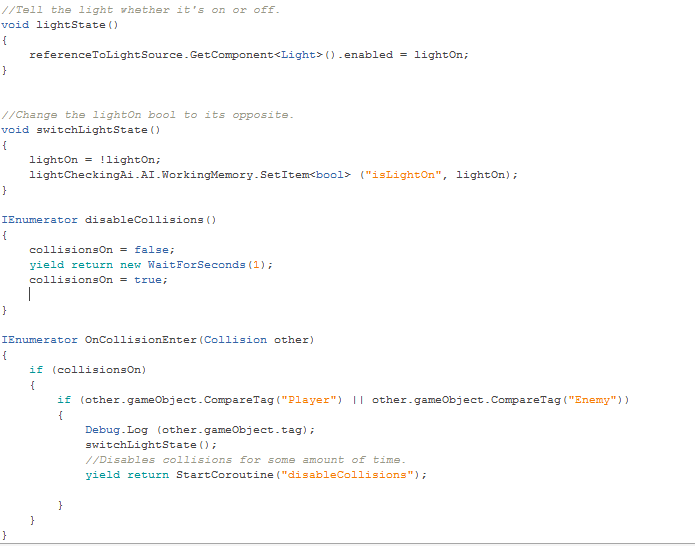 //Tell the light whether it's on or off.
void lightState()
{
    referenceToLightSource.GetComponent<Light>().enabled = lightOn;
}

//Change the lightOn bool to its opposite.
void switchLightState()
{
    lightOn = !lightOn;
    lightCheckingAi.AI.WorkingMemory.SetItem<bool> ("isLightOn", lightOn);
}

IEnumerator disableCollisions()
{
    collisionsOn = false;
    yield return new WaitForSeconds(1);
    collisionsOn = true;

}

IEnumerator OnCollisionEnter(Collision other)
{
    if (collisionsOn)
    {
        if (other.gameObject.CompareTag("Player") || other.gameObject.CompareTag("Enemy"))
        {
            Debug.Log (other.gameObject.tag);
            switchLightState();
            //Disables collisions for some amount of time.
            yield return StartCoroutine("disableCollisions");

        }
    }
}